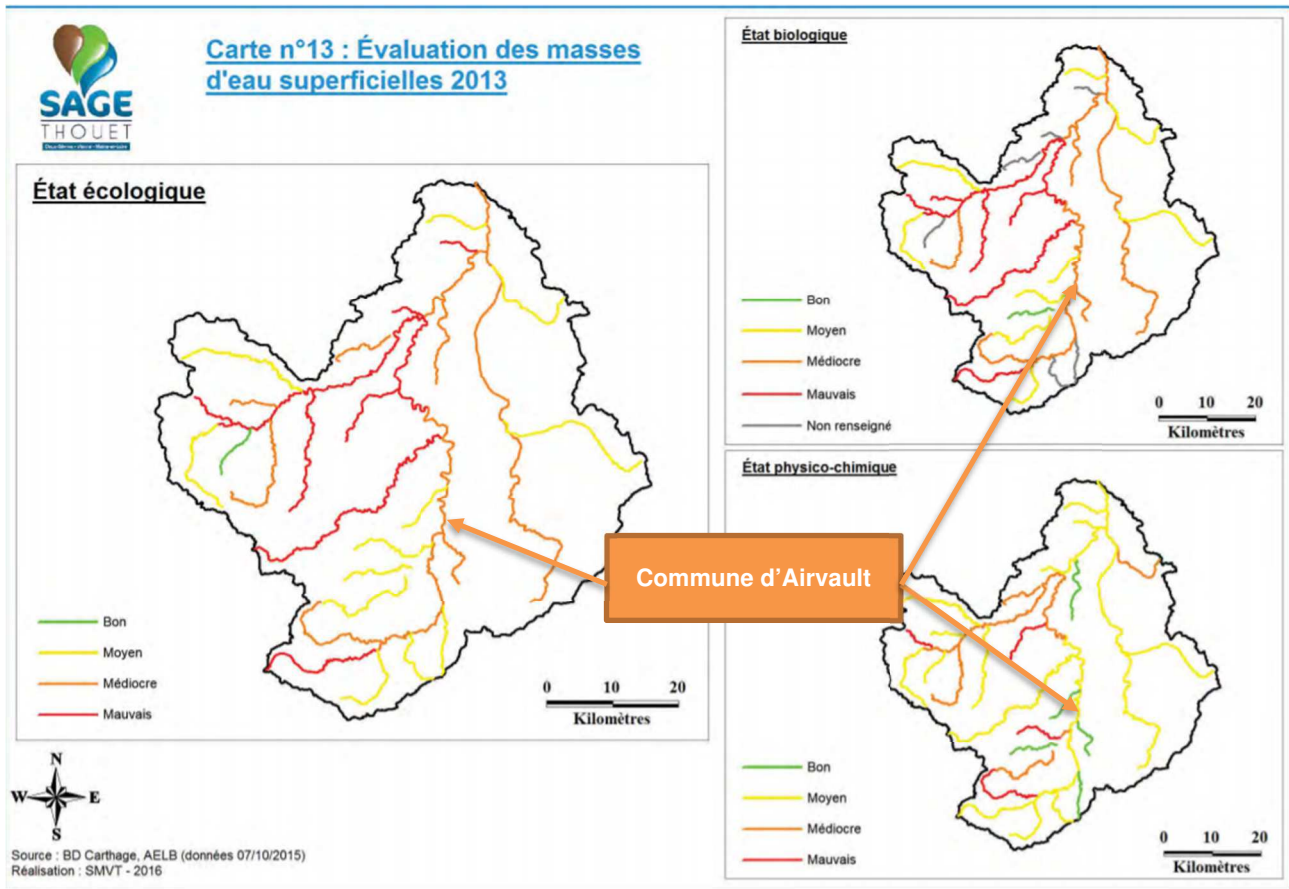 SAGE
THOUET
Carte n°13 : Évaluation des masses
d'eau superficielles 2013
État écologique
Bon
Moyen
Médiocre
Mauvais
0 10 20
Kilomètres
État biologique
Bon
Moyen
Médiocre
Mauvais
Non renseigné
0 10 20
Kilomètres
Commune d'Airvault
État physico-chimique
Bon
Moyen
Médiocre
Mauvais
0 10 20
Kilomètres
N
W E
S
Source : BD Carthage, AELB (données 07/10/2015)
Réalisation : SMVT - 2016